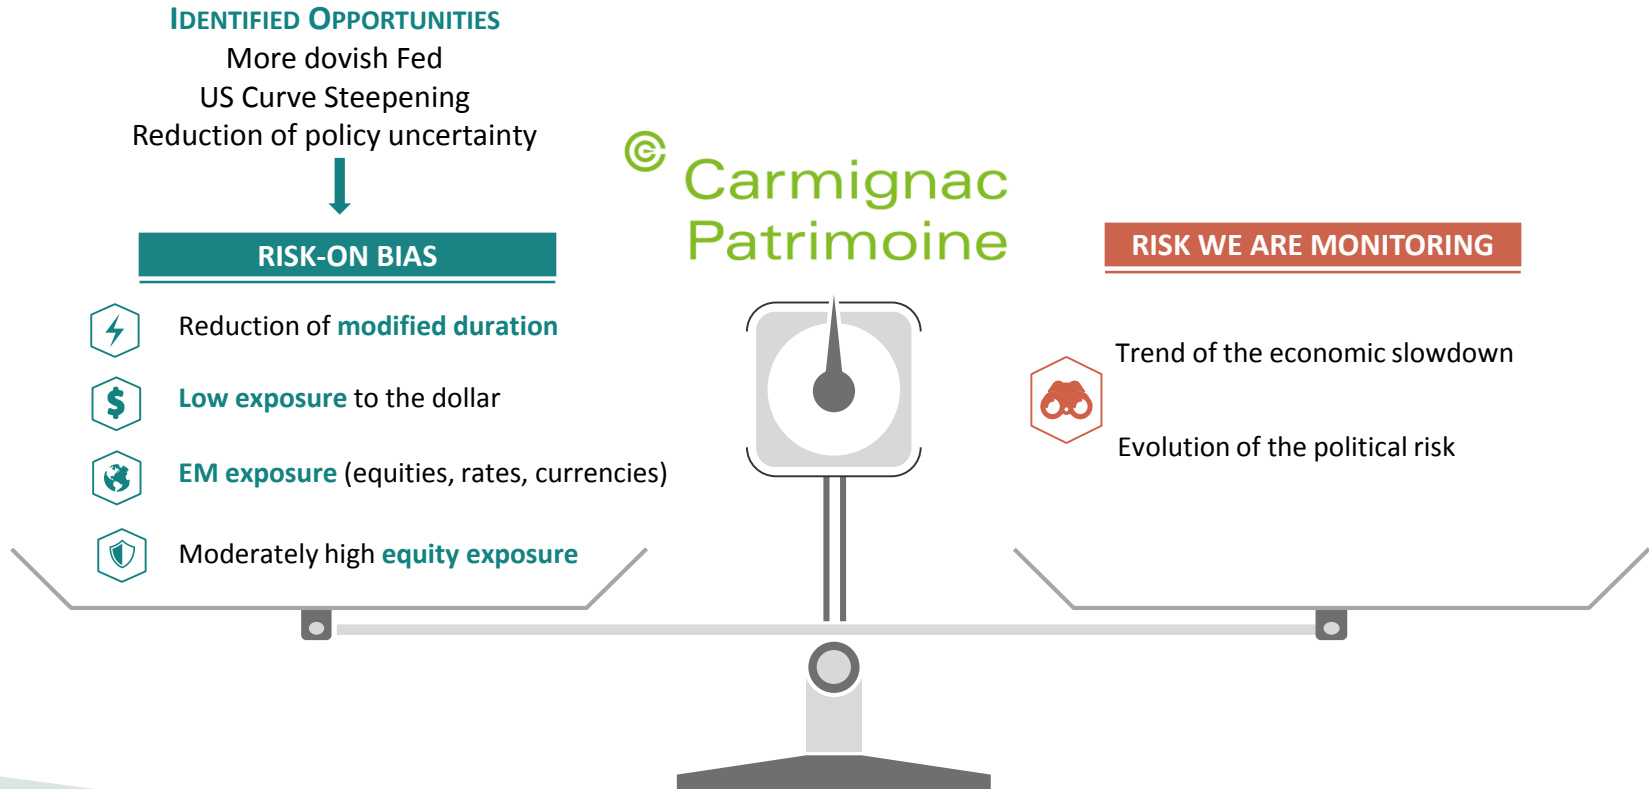 IDENTIFIED OPPORTUNITIES
More dovish Fed
US Curve Steepening
Reduction of policy uncertainty
Carmignac
Patrimoine
RISK-ON BIAS
Reduction of modified duration
Low exposure to the dollar
EM exposure (equities, rates, currencies)
Moderately high equity exposure
RISK WE ARE MONITORING
Trend of the economic slowdown
Evolution of the political risk